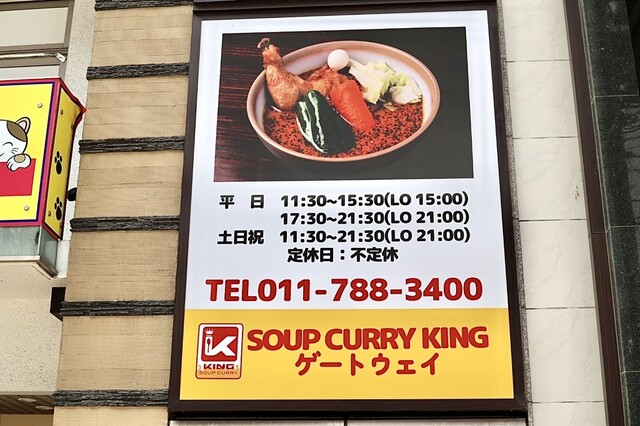 平　日　11:30~15:30(LO 15:00)
17:30~21:30(LO 21:00)
土日祝　11:30~21:30(LO 21:00)
定休日：不定休
TEL011-788-3400
K
KING
SOUP CURRY
SOUP CURRY KING
ゲートウェイ